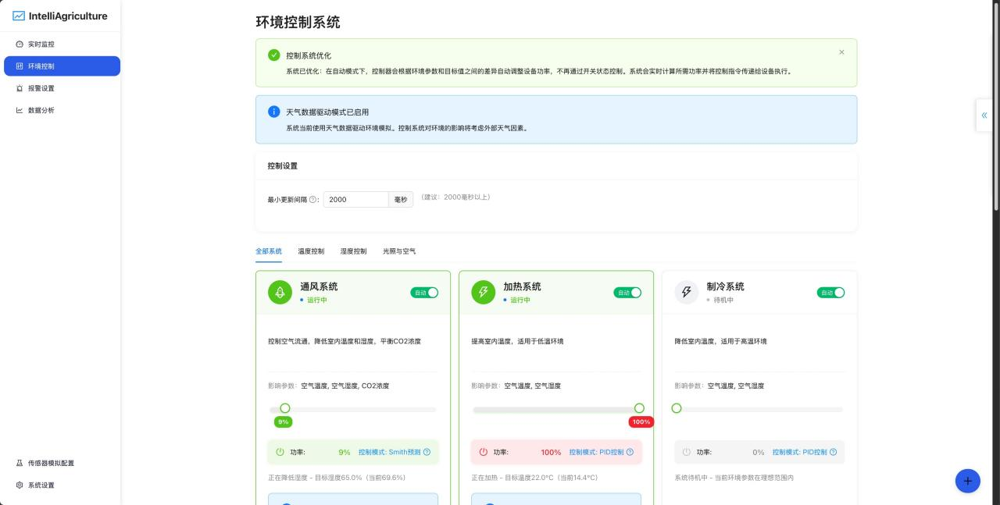 IntelliAgriculture
实时监控
环境控制
报警设置
数据分析
传感器模拟配置
系统设置
环境控制系统
控制系统优化
系统已优化：在自动模式下，控制器会根据环境参数和目标值之间的差异自动调整设备功率，不再通过开关状态控制。系统会实时计算所需功率并将控制指令传递给设备执行。
天气数据驱动模式已启用
系统当前使用天气数据驱动环境模拟。控制系统对环境的影响将考虑外部天气因素。
控制设置
最小更新间隔: 2000 毫秒 （建议：2000毫秒以上）
全部系统 温度控制 湿度控制 光照与空气
通风系统
运行中
自动
控制空气流通，降低室内温度和湿度，平衡CO2浓度
影响参数: 空气温度, 空气湿度, CO2浓度
9%
功率: 9% 控制模式: Smith预测
正在降低湿度 - 目标湿度65.0%（当前69.6%）
加热系统
运行中
自动
提高室内温度，适用于低温环境
影响参数: 空气温度, 空气湿度
100%
功率: 100% 控制模式: PID控制
正在加热 - 目标温度22.0°C（当前14.4°C）
制冷系统
待机中
自动
降低室内温度，适用于高温环境
影响参数: 空气温度, 空气湿度
功率: 0% 控制模式: PID控制
系统待机中 - 当前环境参数在理想范围内